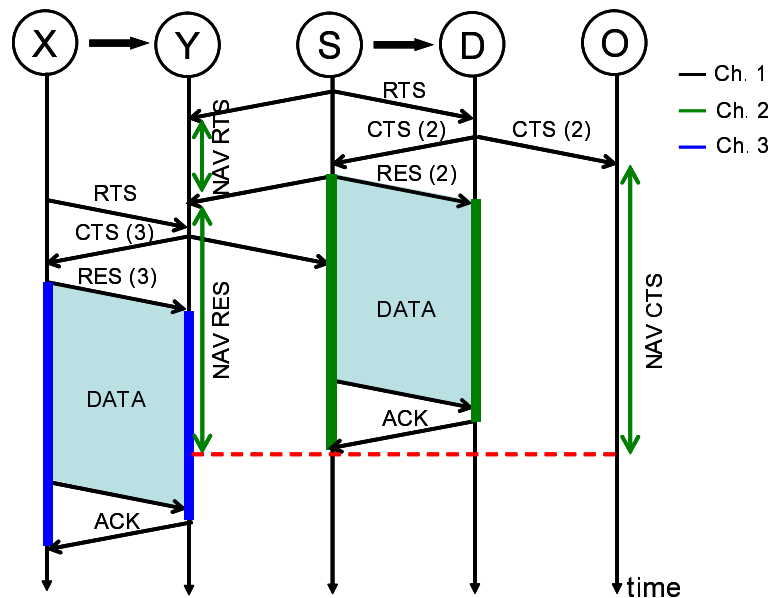 X
Y
S
D
O
Ch. 1
Ch. 2
Ch. 3
RTS
NAV RTS
CTS (2)
CTS (2)
RES (2)
RTS
CTS (3)
RES (3)
NAV RES
DATA
NAV CTS
DATA
ACK
ACK
time